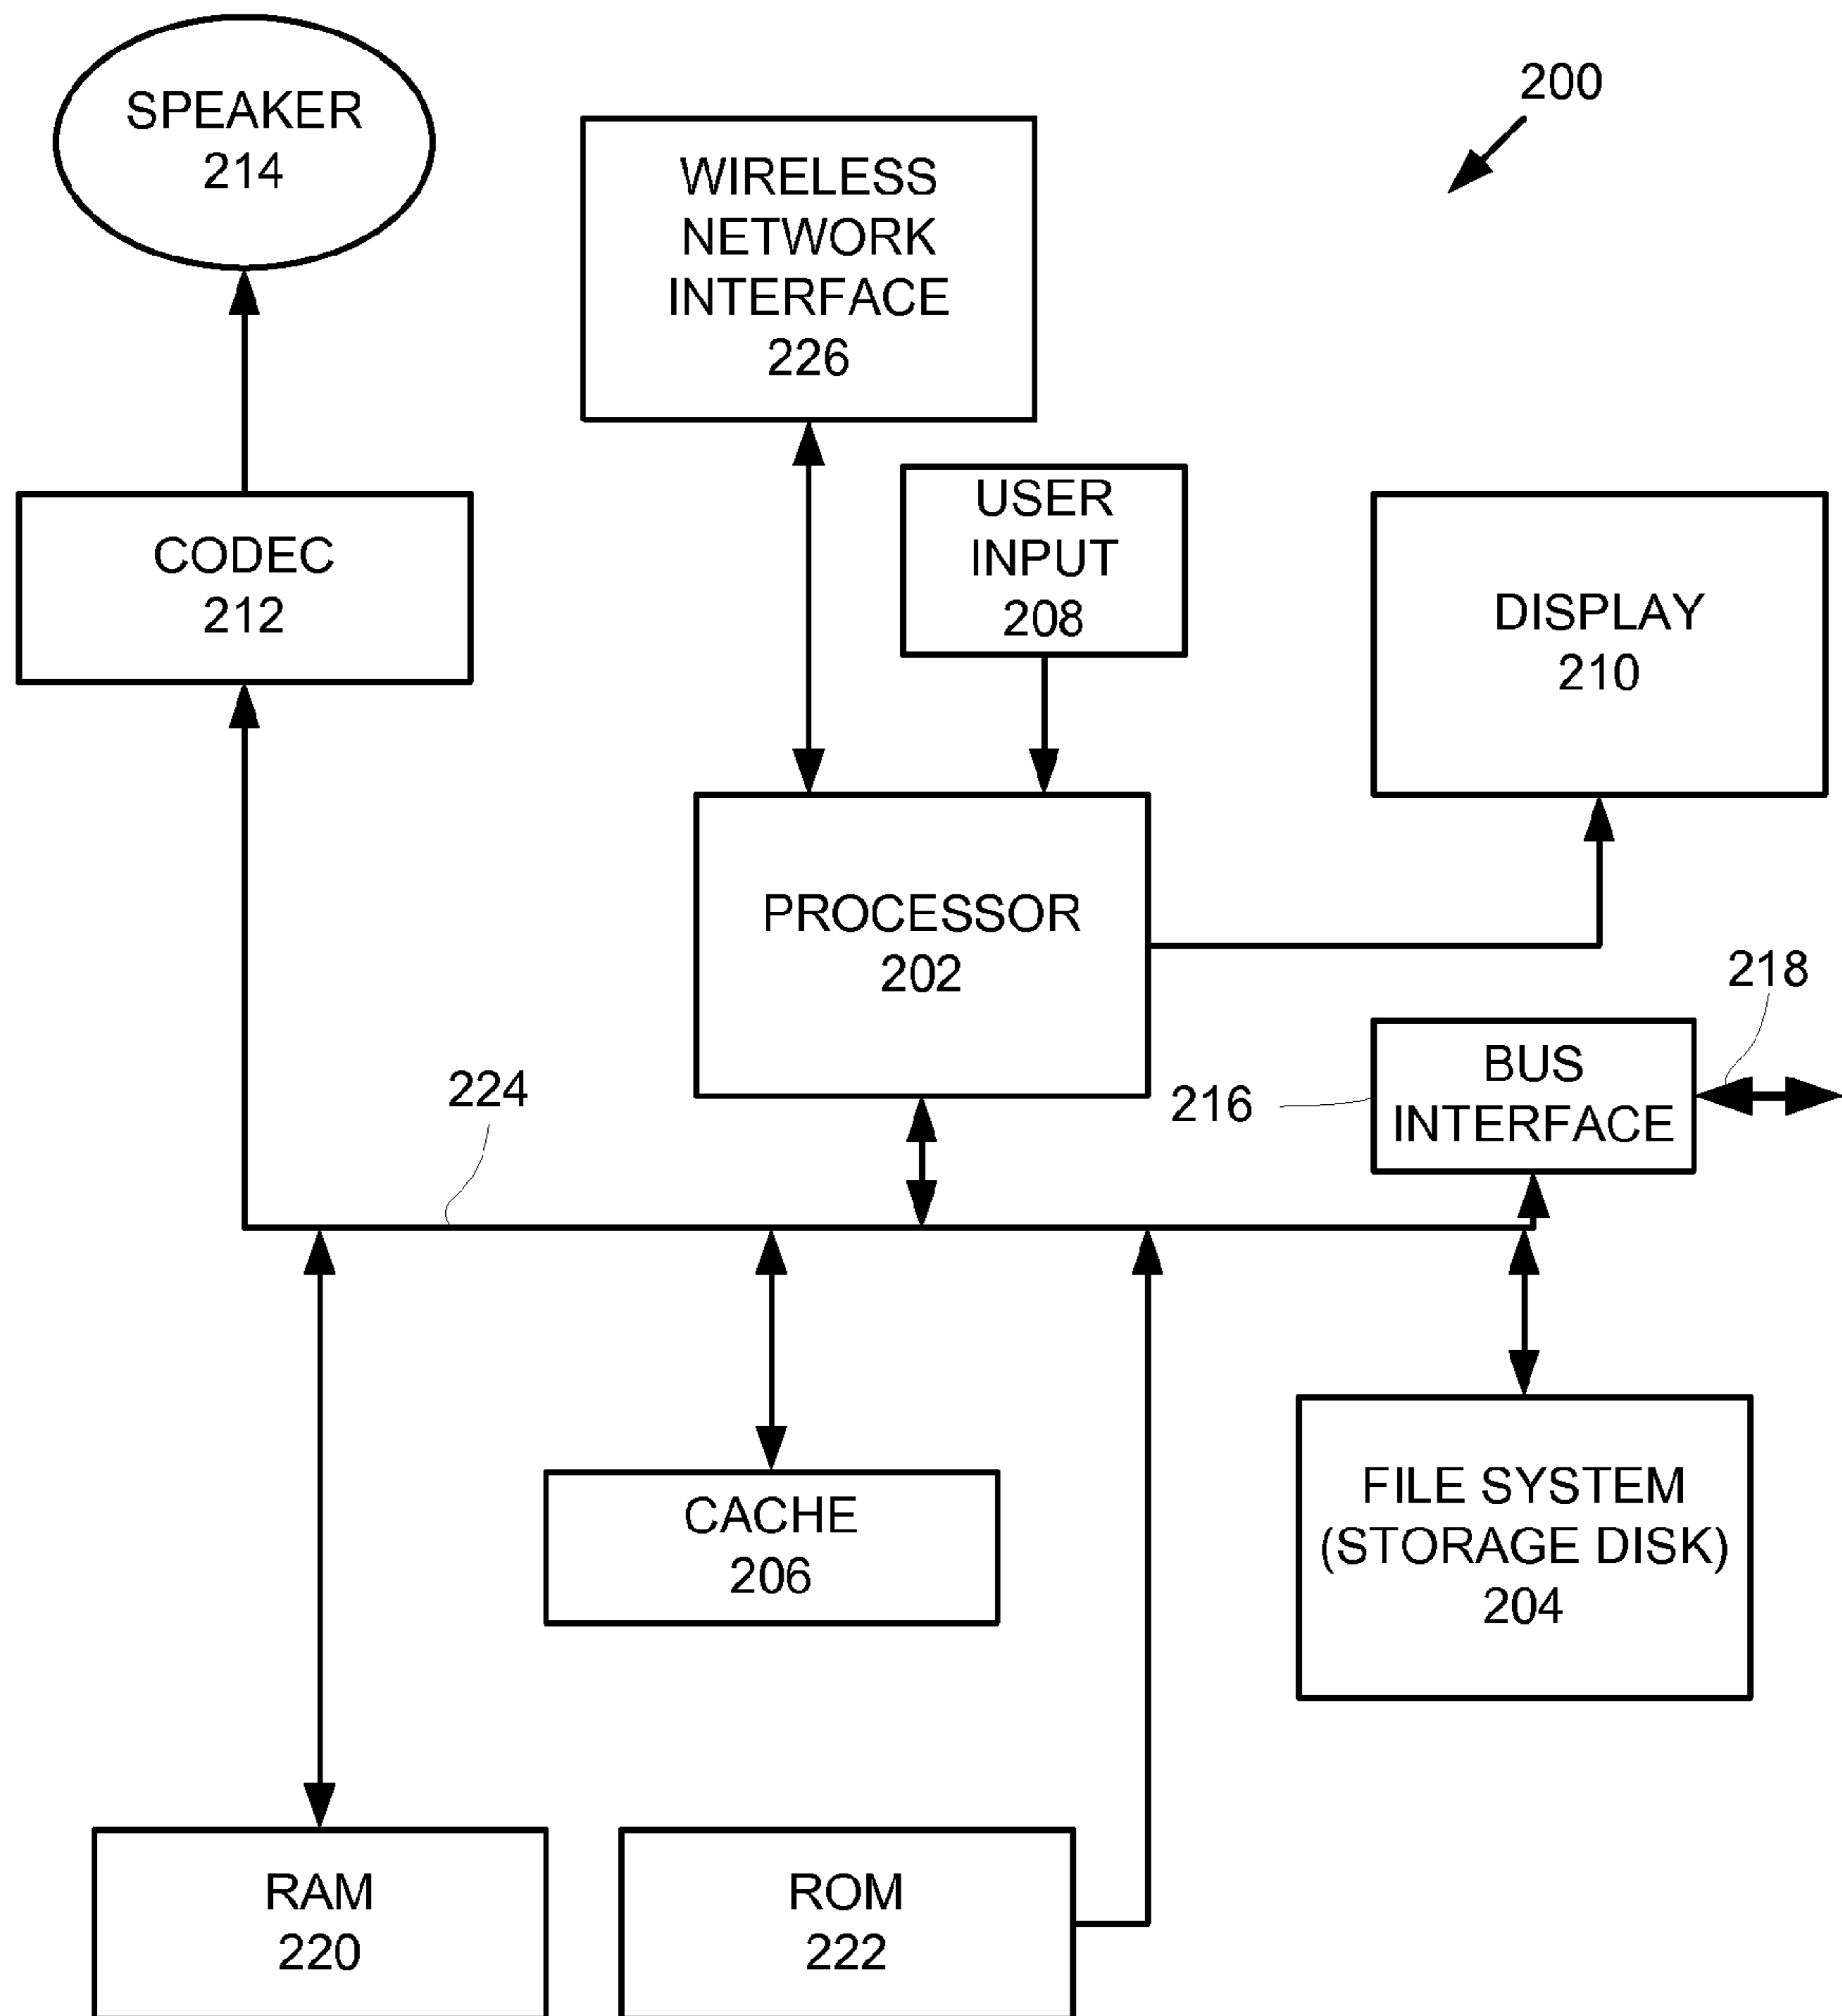 SPEAKER
214
200
WIRELESS
NETWORK
INTERFACE
226
USER
INPUT
208
CODEC
212
DISPLAY
210
PROCESSOR
202
218
BUS
INTERFACE
216
224
CACHE
206
FILE SYSTEM
(STORAGE DISK)
204
RAM
220
ROM
222